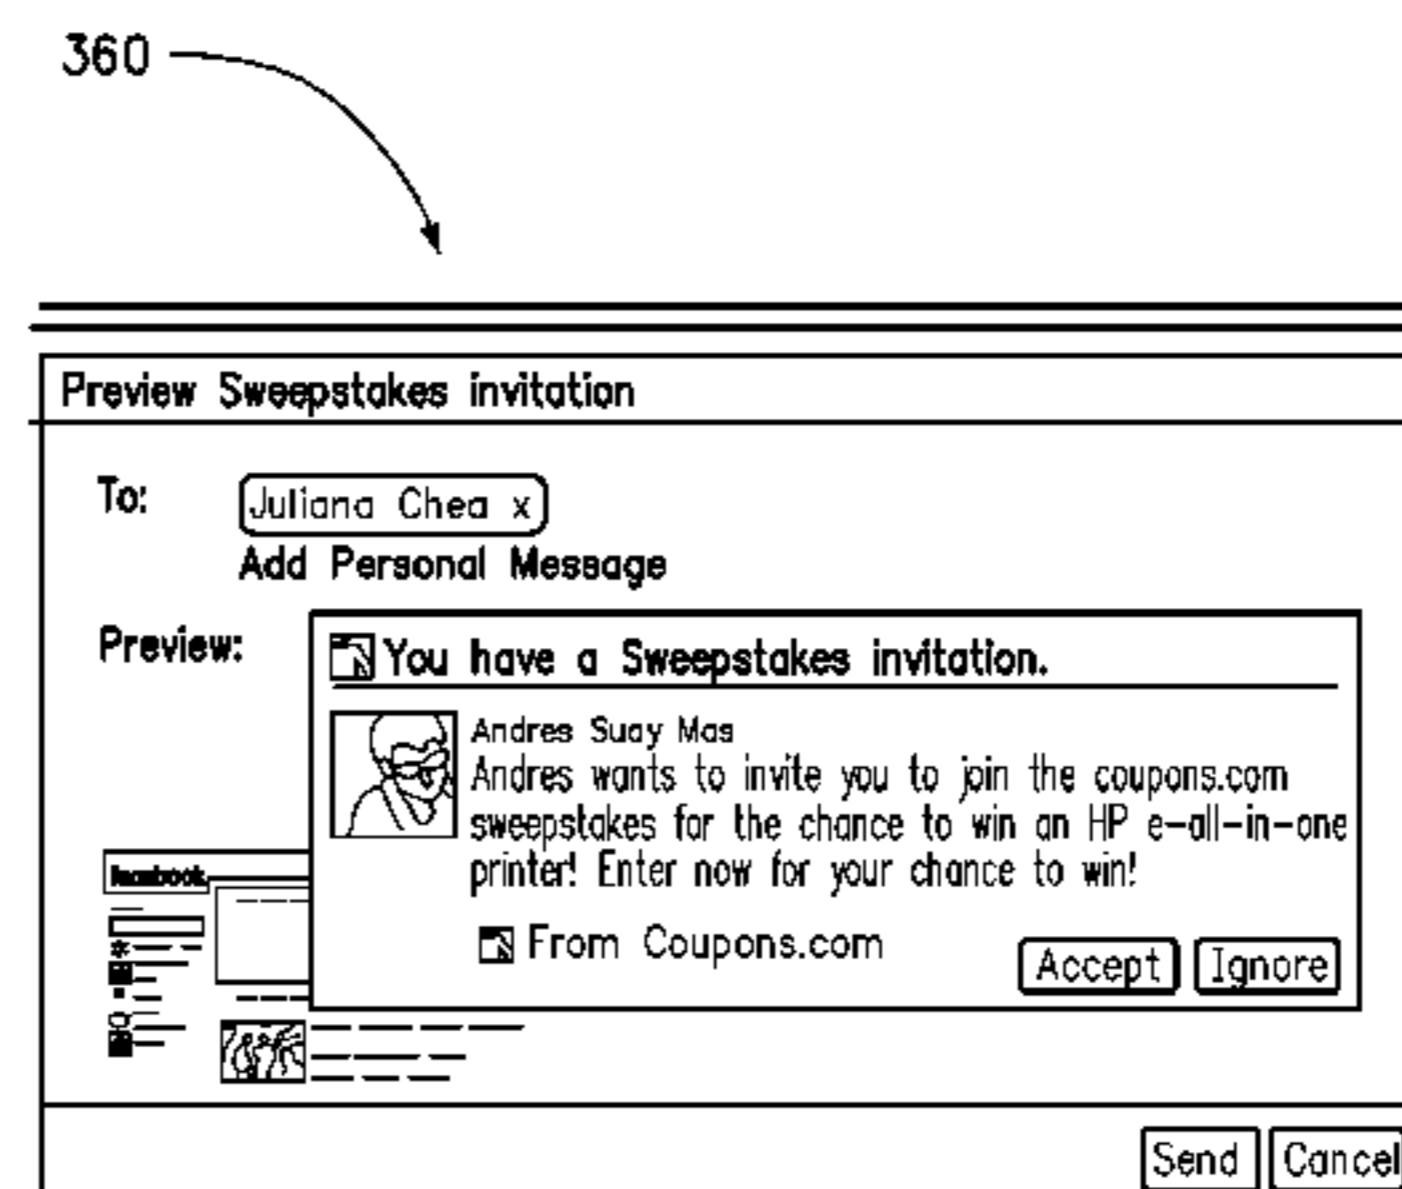 360
Preview Sweepstakes invitation
To:
Juliana Chea x
Add Personal Message
Preview:
You have a Sweepstakes invitation.
Andres Suay Mas
Andres wants to invite you to join the coupons.com
sweepstakes for the chance to win an HP e-all-in-one
printer! Enter now for your chance to win!
facebook
From Coupons.com
Accept Ignore
Send Cancel